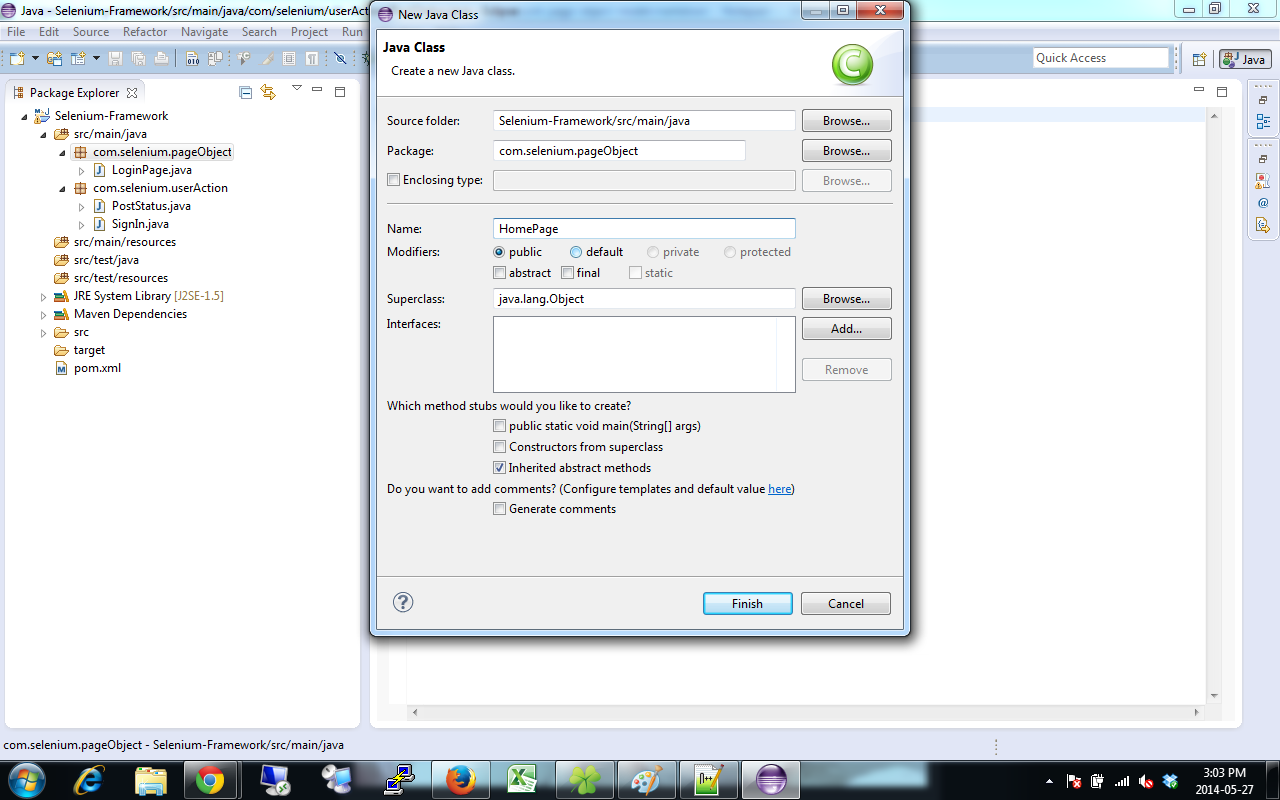 Java - Selenium-Framework/src/main/java/com/selenium/userAct
New Java Class
File Edit Source Refactor Navigate Search Project Run
Java Class
Create a new Java class.
Quick Access
Java
Package Explorer
Selenium-Framework
src/main/java
com.selenium.pageObject
LoginPage.java
com.selenium.userAction
PostStatus.java
SignIn.java
src/main/resources
src/test/java
src/test/resources
JRE System Library [J2SE-1.5]
Maven Dependencies
src
target
pom.xml
Source folder: Selenium-Framework/src/main/java Browse...
Package: com.selenium.pageObject Browse...
Enclosing type: Browse...
Name: HomePage
Modifiers: public default private protected
abstract final static
Superclass: java.lang.Object Browse...
Interfaces: Add...
Remove
Which method stubs would you like to create?
public static void main(String[] args)
Constructors from superclass
Inherited abstract methods
Do you want to add comments? (Configure templates and default value here)
Generate comments
Finish Cancel
com.selenium.pageObject - Selenium-Framework/src/main/java
3:03 PM
2014-05-27